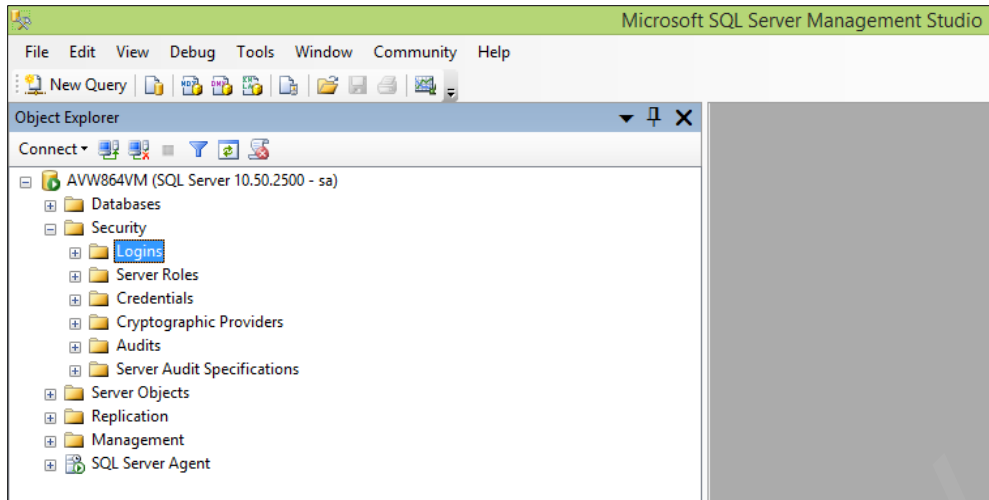 Microsoft SQL Server Management Studio
File Edit View Debug Tools Window Community Help
New Query
Object Explorer
Connect
AVW864VM (SQL Server 10.50.2500 - sa)
Databases
Security
Logins
Server Roles
Credentials
Cryptographic Providers
Audits
Server Audit Specifications
Server Objects
Replication
Management
SQL Server Agent